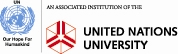 UN
Our Hope For
Humankind
AN ASSOCIATED INSTITUTION OF THE
UNITED NATIONS
UNIVERSITY